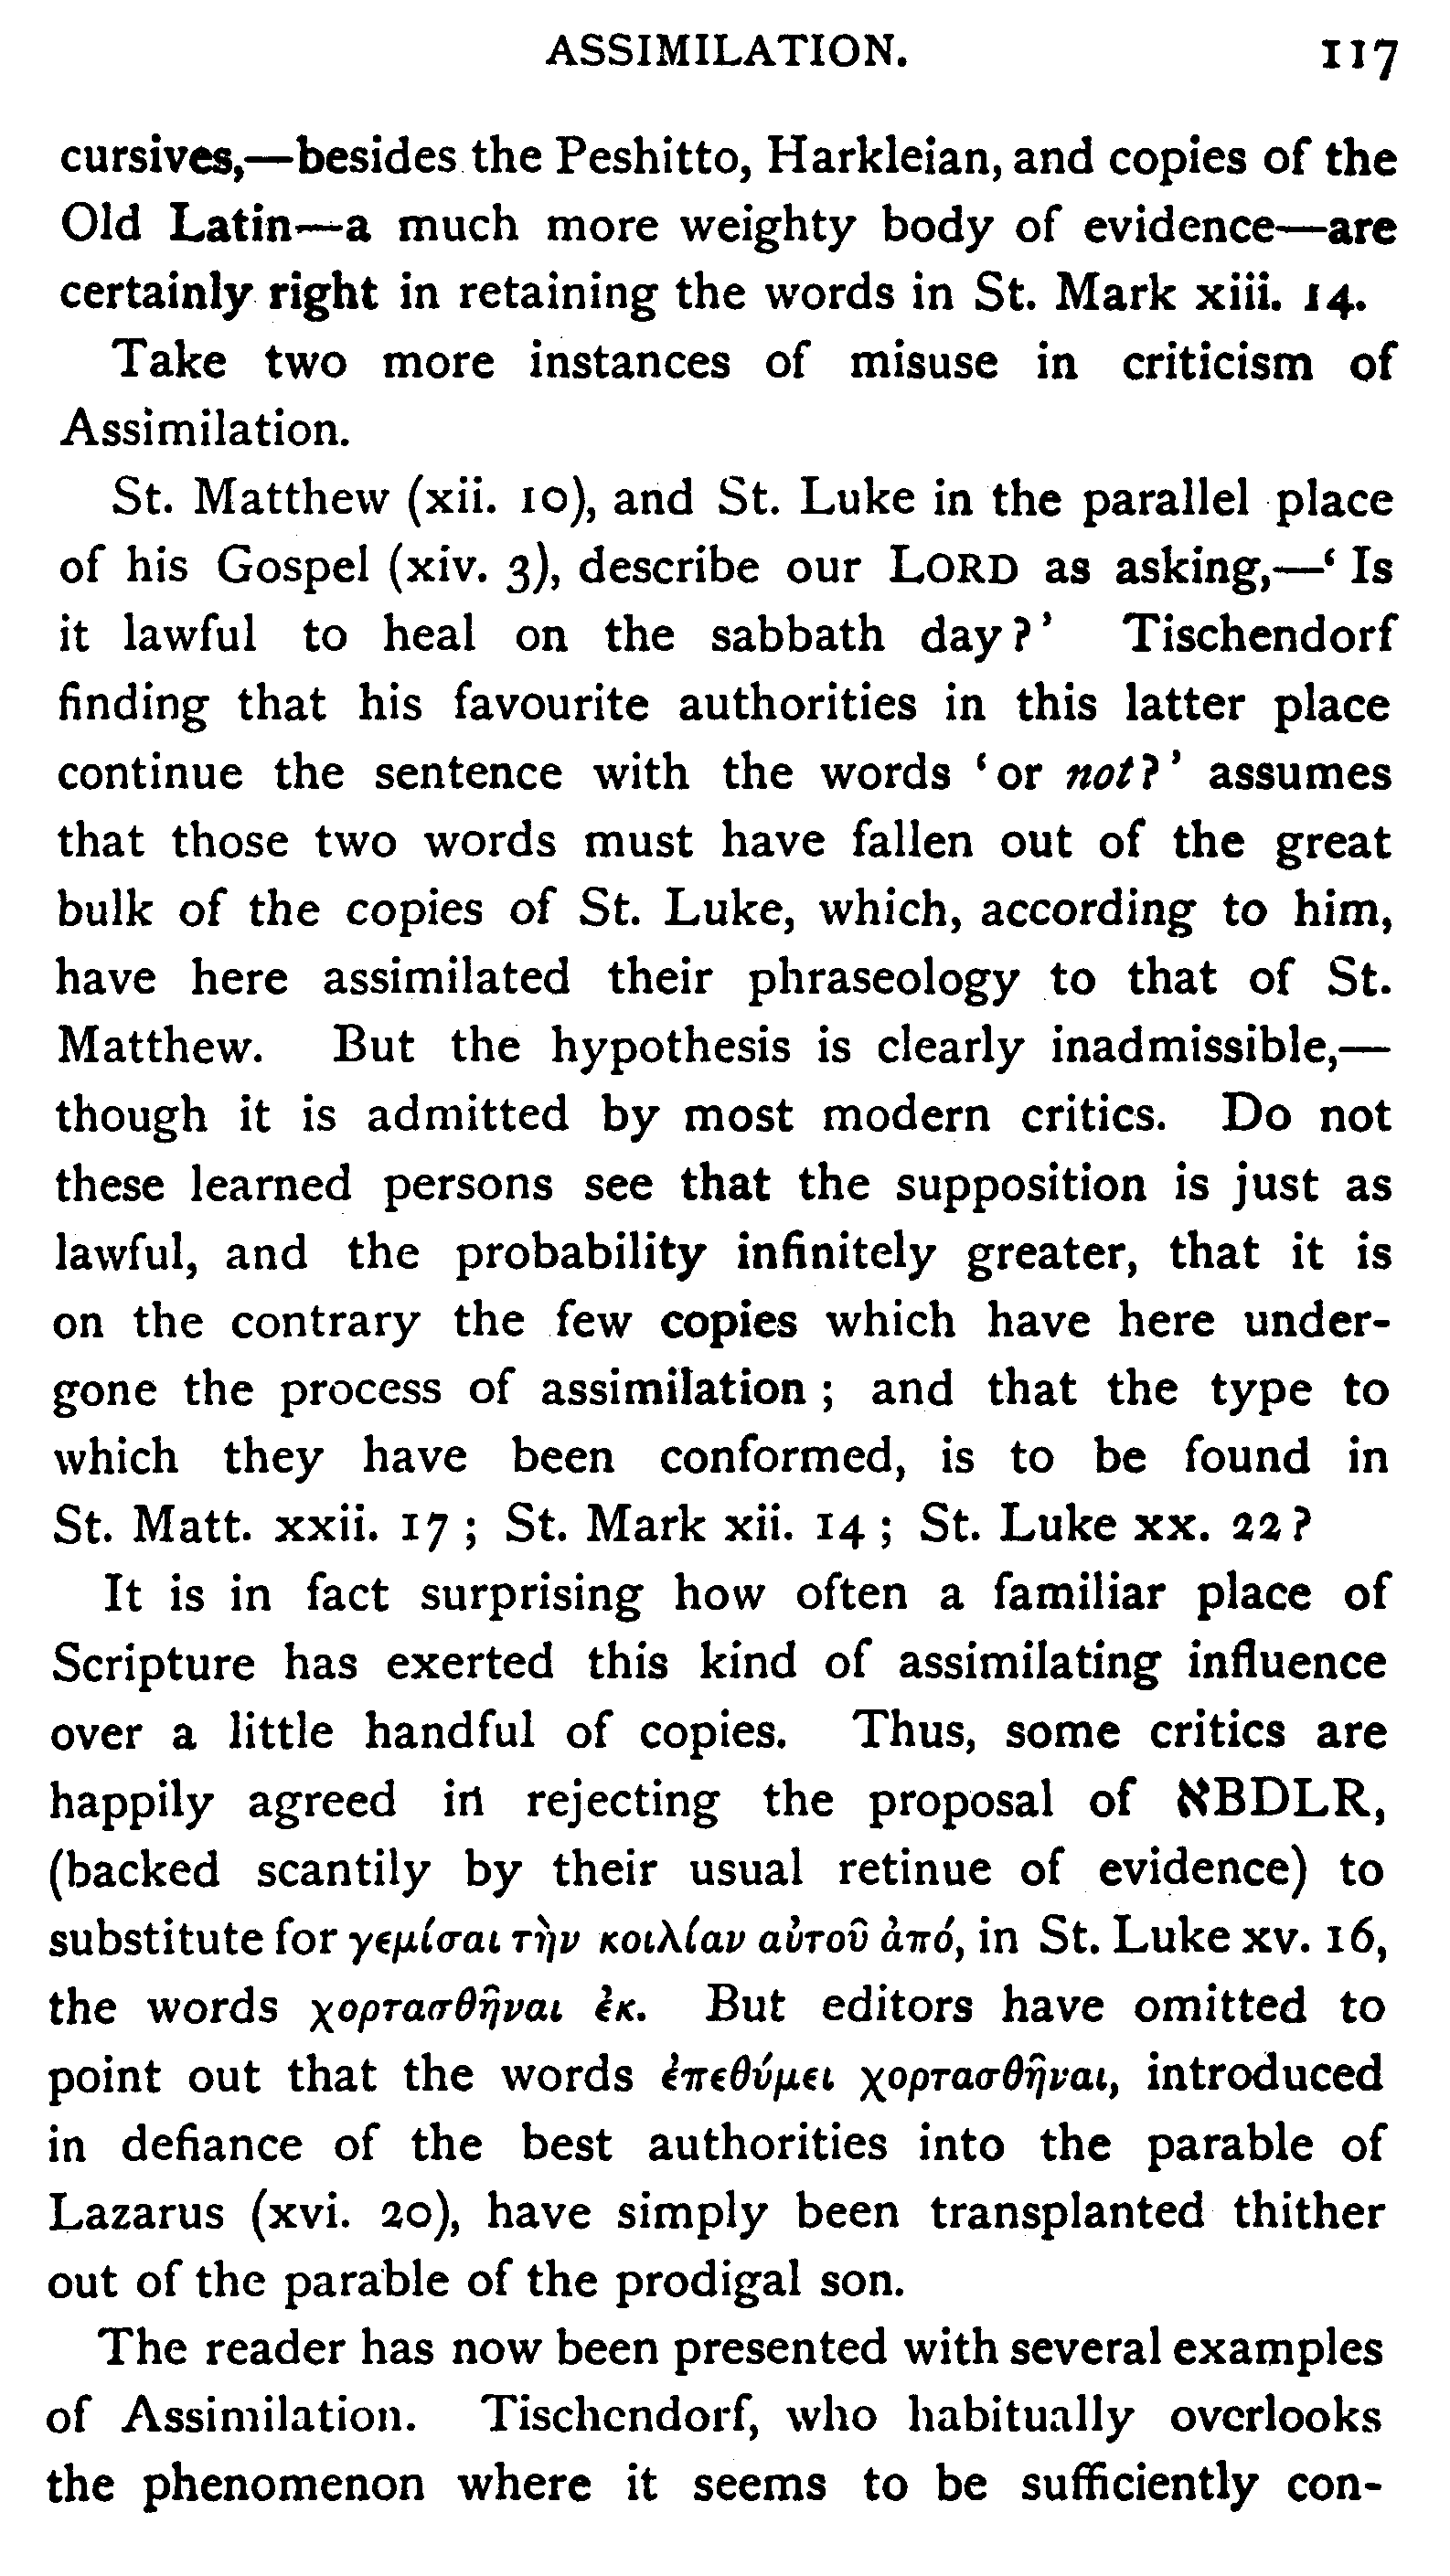 ASSIMILATION. 117
cursives,—besides the Peshitto, Harkleian, and copies of the
Old Latin—a much more weighty body of evidence—are
certainly right in retaining the words in St. Mark xiii. 14.
Take two more instances of misuse in criticism of
Assimilation.
St. Matthew (xii. 10), and St. Luke in the parallel place
of his Gospel (xiv. 3), describe our LORD as asking,—‘ Is
it lawful to heal on the sabbath day?’ Tischendorf
finding that his favourite authorities in this latter place
continue the sentence with the words ‘or not?’ assumes
that those two words must have fallen out of the great
bulk of the copies of St. Luke, which, according to him,
have here assimilated their phraseology to that of St.
Matthew. But the hypothesis is clearly inadmissible,—
though it is admitted by most modern critics. Do not
these learned persons see that the supposition is just as
lawful, and the probability infinitely greater, that it is
on the contrary the few copies which have here under-
gone the process of assimilation ; and that the type to
which they have been conformed, is to be found in
St. Matt. xxii. 17 ; St. Mark xii. 14 ; St. Luke xx. 22?
It is in fact surprising how often a familiar place of
Scripture has exerted this kind of assimilating influence
over a little handful of copies. Thus, some critics are
happily agreed in rejecting the proposal of ℵBDLR,
(backed scantily by their usual retinue of evidence) to
substitute for γεμίσαι τὴν κοιλίαν αὐτοῦ ἀπό, in St. Luke xv. 16,
the words χορτασθῆναι ἐκ. But editors have omitted to
point out that the words ἐπεθύμει χορτασθῆναι, introduced
in defiance of the best authorities into the parable of
Lazarus (xvi. 20), have simply been transplanted thither
out of the parable of the prodigal son.
The reader has now been presented with several examples
of Assimilation. Tischendorf, who habitually overlooks
the phenomenon where it seems to be sufficiently con-